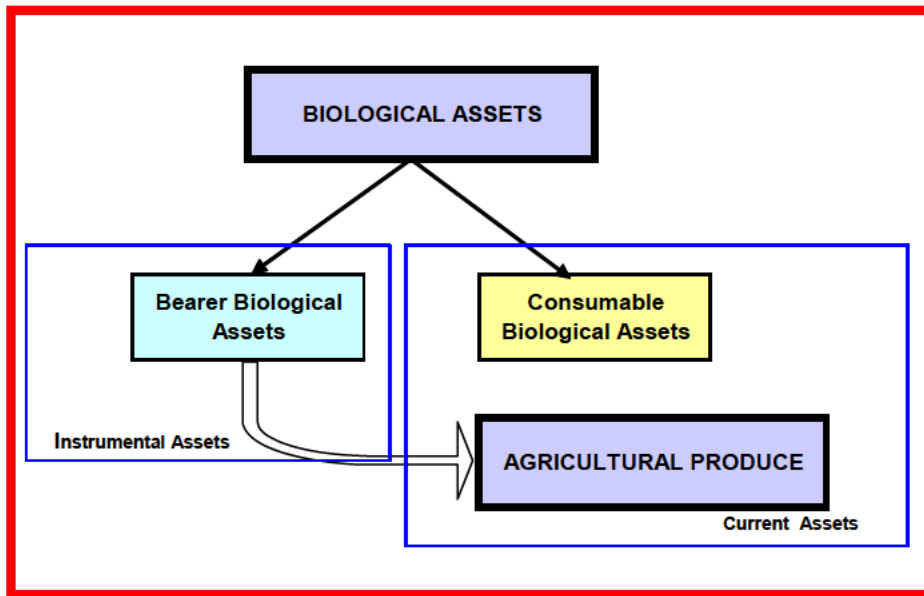 BIOLOGICAL ASSETS
Bearer Biological
Assets
Consumable
Biological Assets
Instrumental Assets
AGRICULTURAL PRODUCE
Current Assets